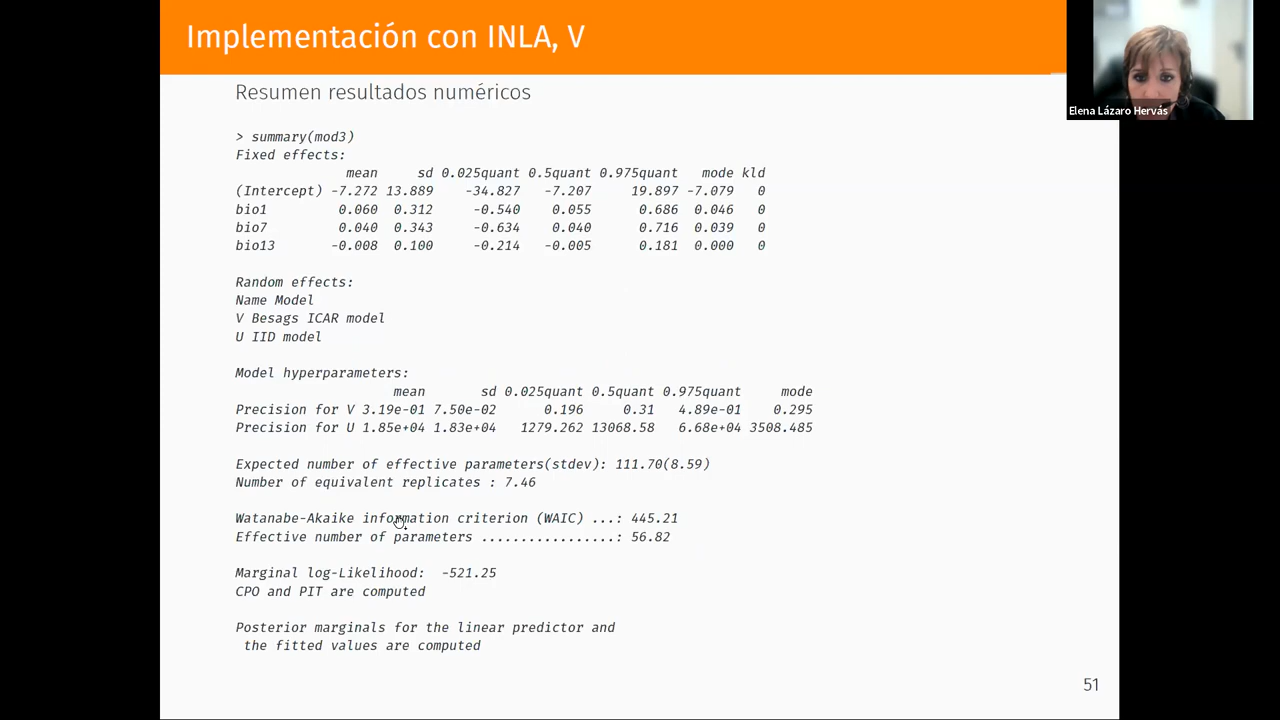 Implementación con INLA, V
Elena Lázaro Hervás
Resumen resultados numéricos
> summary(mod3)
Fixed effects:
mean sd 0.025quant 0.5quant 0.975quant mode kld
(Intercept) -7.272 13.889 -34.827 -7.207 19.897 -7.079 0
bio1 0.060 0.312 -0.540 0.055 0.686 0.046 0
bio7 0.040 0.343 -0.634 0.040 0.716 0.039 0
bio13 -0.008 0.100 -0.214 -0.005 0.181 0.000 0
Random effects:
Name Model
V Besags ICAR model
U IID model
Model hyperparameters:
mean sd 0.025quant 0.5quant 0.975quant mode
Precision for V 3.19e-01 7.50e-02 0.196 0.31 4.89e-01 0.295
Precision for U 1.85e+04 1.83e+04 1279.262 13068.58 6.68e+04 3508.485
Expected number of effective parameters(stdev): 111.70(8.59)
Number of equivalent replicates : 7.46
Watanabe-Akaike information criterion (WAIC) ...: 445.21
Effective number of parameters .................: 56.82
Marginal log-Likelihood: -521.25
CPO and PIT are computed
Posterior marginals for the linear predictor and
the fitted values are computed
51